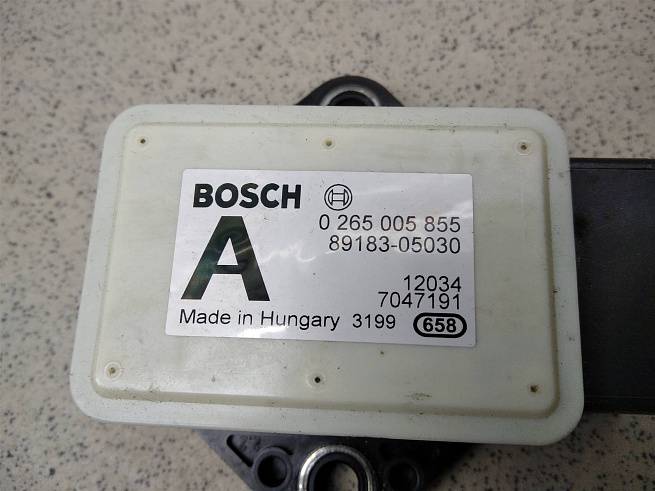 BOSCH
0 265 005 855
89183-05030
A
12034
7047191
Made in Hungary 3199 658